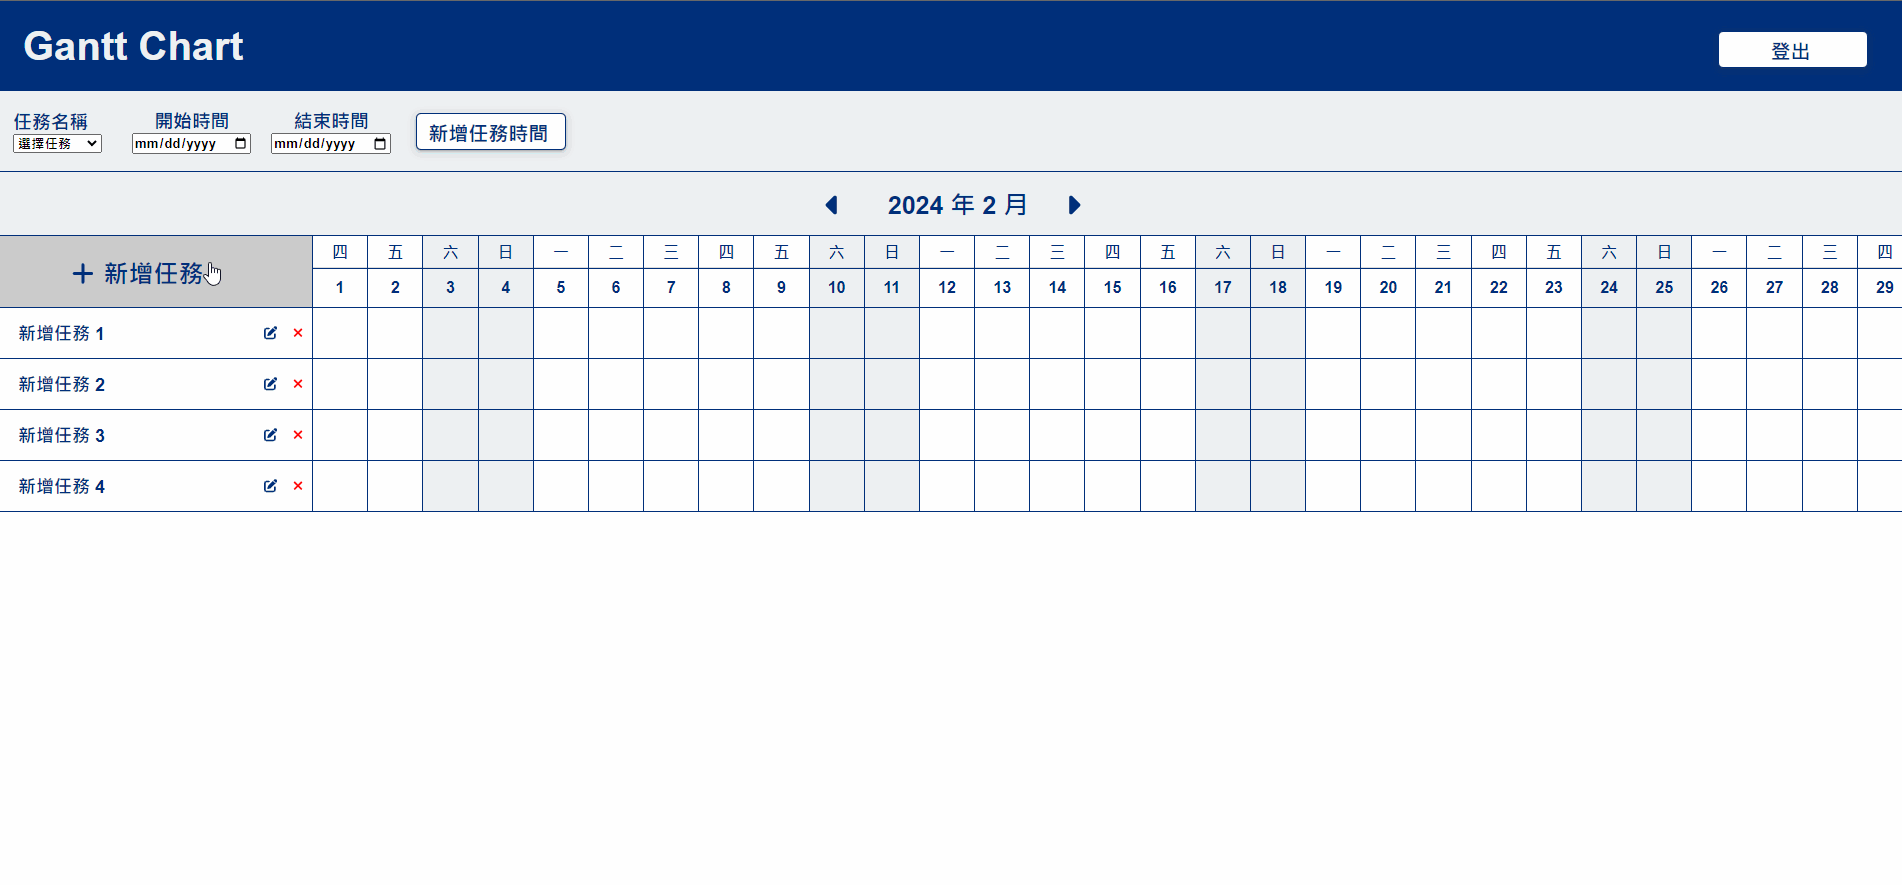 Gantt Chart
登出
任務名稱 開始時間 結束時間
選擇任務 mm/dd/yyyy mm/dd/yyyy 新增任務時間
2024 年 2 月
四 五 六 日 一 二 三 四 五 六 日 一 二 三 四 五 六 日 一 二 三 四 五 六 日 一 二 三 四
+ 新增任務
1 2 3 4 5 6 7 8 9 10 11 12 13 14 15 16 17 18 19 20 21 22 23 24 25 26 27 28 29
新增任務 1
新增任務 2
新增任務 3
新增任務 4